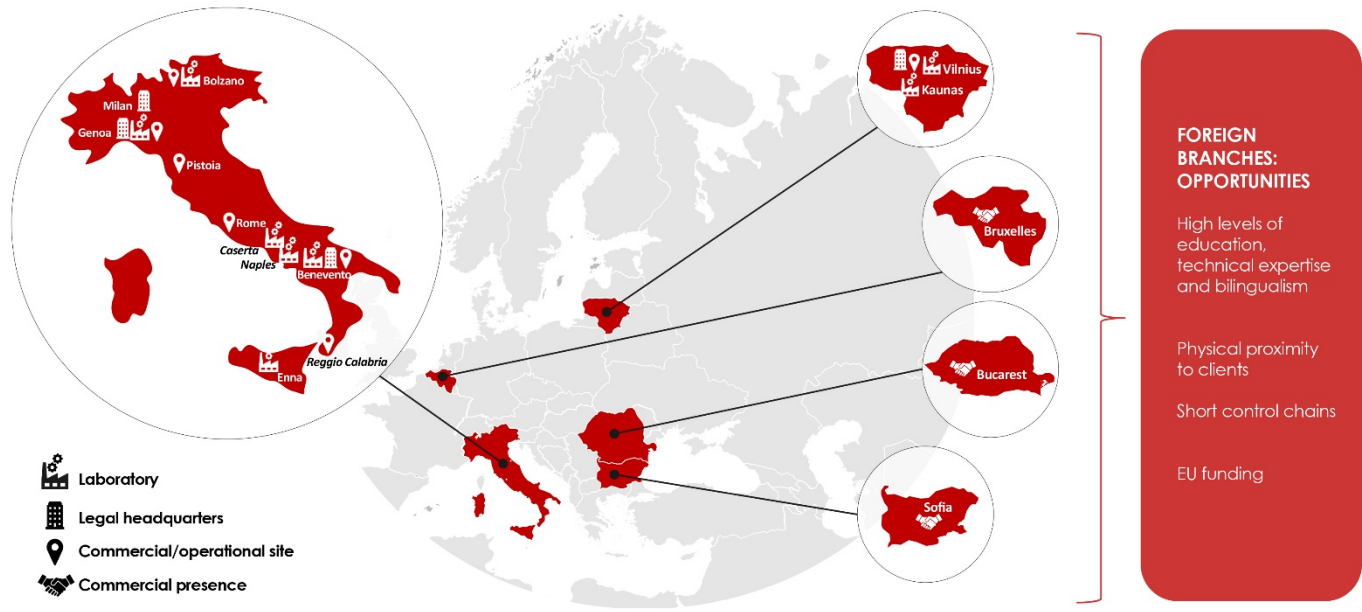 Bolzano
Milan
Genoa
Pistoia
Rome
Caserta
Naples
Benevento
Reggio Calabria
Enna
Laboratory
Legal headquarters
Commercial/operational site
Commercial presence
Vilnius
Kaunas
Bruxelles
Bucarest
Sofia
FOREIGN
BRANCHES:
OPPORTUNITIES
High levels of
education,
technical expertise
and bilingualism
Physical proximity
to clients
Short control chains
EU funding